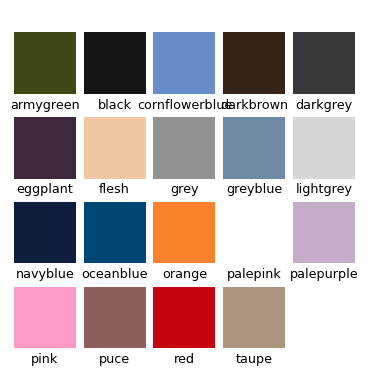 armygreen black cornflowerblue darkbrown darkgrey
eggplant flesh grey greyblue lightgrey
navyblue oceanblue orange palepink palepurple
pink puce red taupe